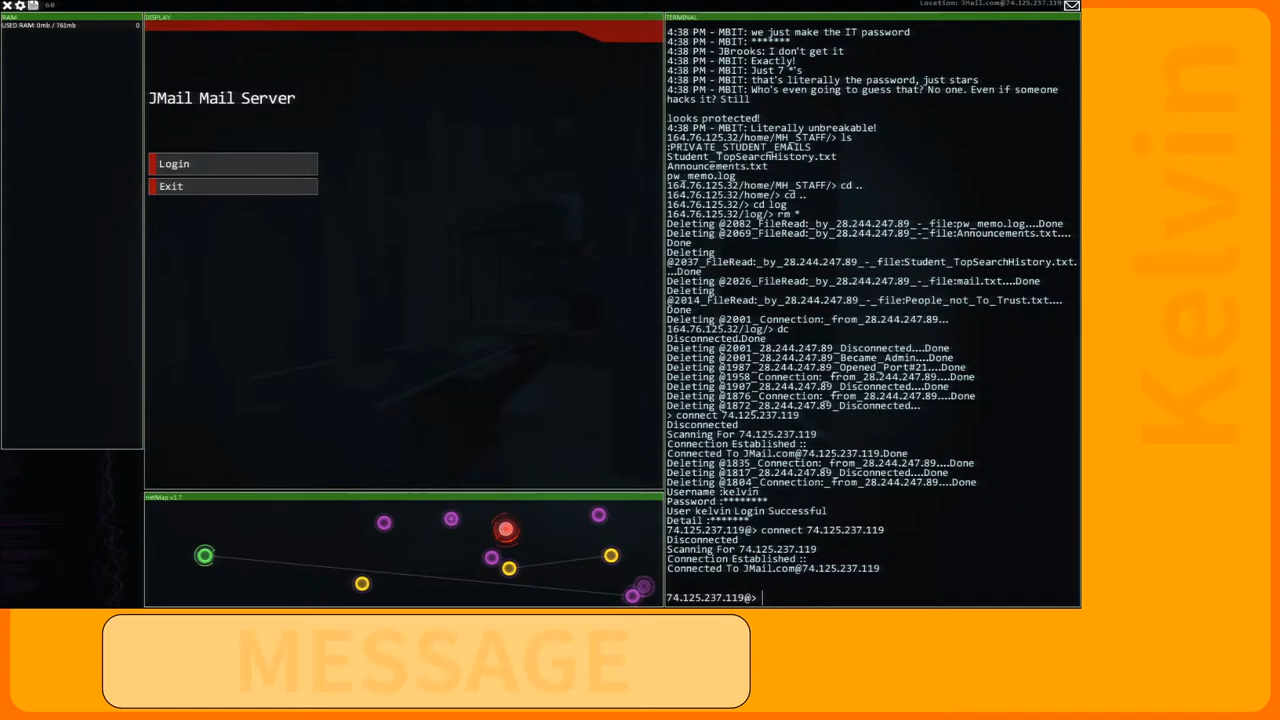 60
Location: JMail.com@74.125.237.119
RAM
USED RAM: 0mb / 761mb
0
DISPLAY
JMail Mail Server
Login
Exit
netMap v1.7
TERMINAL
4:38 PM - MBIT: we just make the IT password
4:38 PM - MBIT: *******
4:38 PM - JBrooks: I don't get it
4:38 PM - MBIT: Exactly!
4:38 PM - MBIT: Just 7 *'s
4:38 PM - MBIT: that's literally the password, just stars
4:38 PM - MBIT: Who's even going to guess that? No one. Even if someone
hacks it? Still
looks protected!
4:38 PM - MBIT: Literally unbreakable!
164.76.125.32/home/MH_STAFF/> ls
:PRIVATE_STUDENT_EMAILS
Student_TopSearchHistory.txt
Announcements.txt
pw_memo.log
164.76.125.32/home/MH_STAFF/> cd ..
164.76.125.32/home/> cd ..
164.76.125.32/> cd log
164.76.125.32/log/> rm *
Deleting @2082_FileRead:_by_28.244.247.89_-_file:pw_memo.log....Done
Deleting @2069_FileRead:_by_28.244.247.89_-_file:Announcements.txt....
Done
Deleting
@2037_FileRead:_by_28.244.247.89_-_file:Student_TopSearchHistory.txt.
...Done
Deleting @2026_FileRead:_by_28.244.247.89_-_file:mail.txt....Done
Deleting
@2014_FileRead:_by_28.244.247.89_-_file:People_not_To_Trust.txt....
Done
Deleting @2001_Connection:_from_28.244.247.89...
164.76.125.32/log/> dc
Disconnected.Done
Deleting @2001_28.244.247.89_Disconnected....Done
Deleting @2001_28.244.247.89_Became_Admin....Done
Deleting @1987_28.244.247.89_Opened_Port#21....Done
Deleting @1958_Connection:_from_28.244.247.89....Done
Deleting @1907_28.244.247.89_Disconnected....Done
Deleting @1876_Connection:_from_28.244.247.89....Done
Deleting @1872_28.244.247.89_Disconnected...
> connect 74.125.237.119
Disconnected
Scanning For 74.125.237.119
Connection Established ::
Connected To JMail.com@74.125.237.119.Done
Deleting @1835_Connection:_from_28.244.247.89....Done
Deleting @1817_28.244.247.89_Disconnected....Done
Deleting @1804_Connection:_from_28.244.247.89....Done
Username :kelvin
Password :********
User kelvin Login Successful
Detail :*******
74.125.237.119@> connect 74.125.237.119
Disconnected
Scanning For 74.125.237.119
Connection Established ::
Connected To JMail.com@74.125.237.119
74.125.237.119@>
Kelvin
MESSAGE